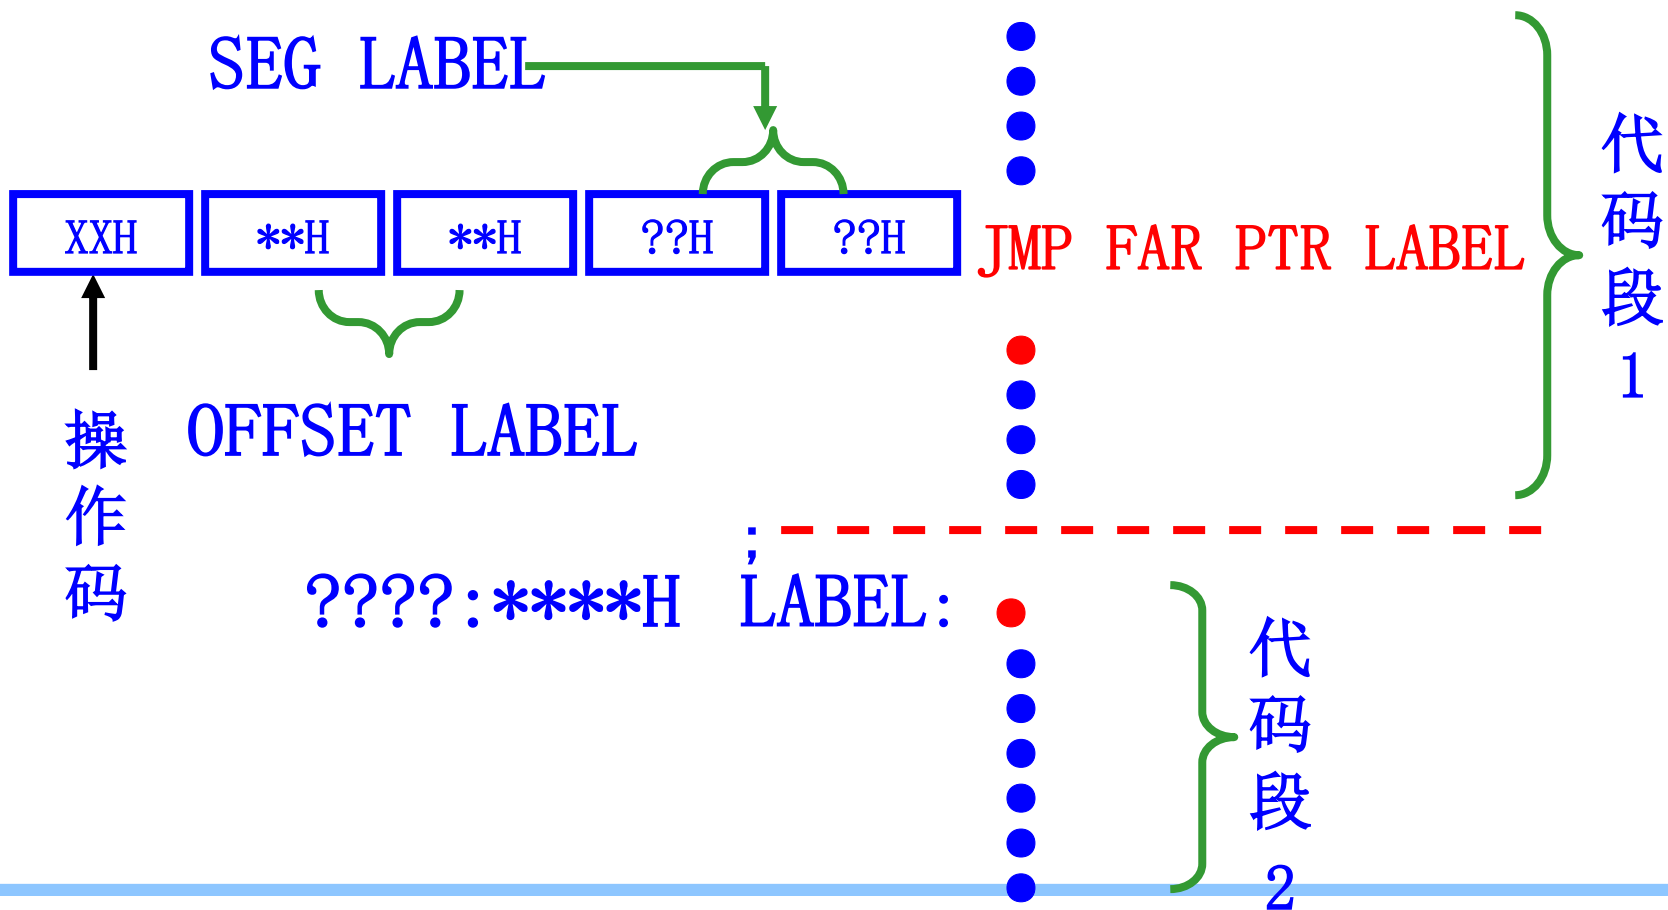 SEG LABEL
XXH **H **H ??H ??H JMP FAR PTR LABEL
代码段1
OFFSET LABEL
操作码
;
????:****H LABEL:
代码段2